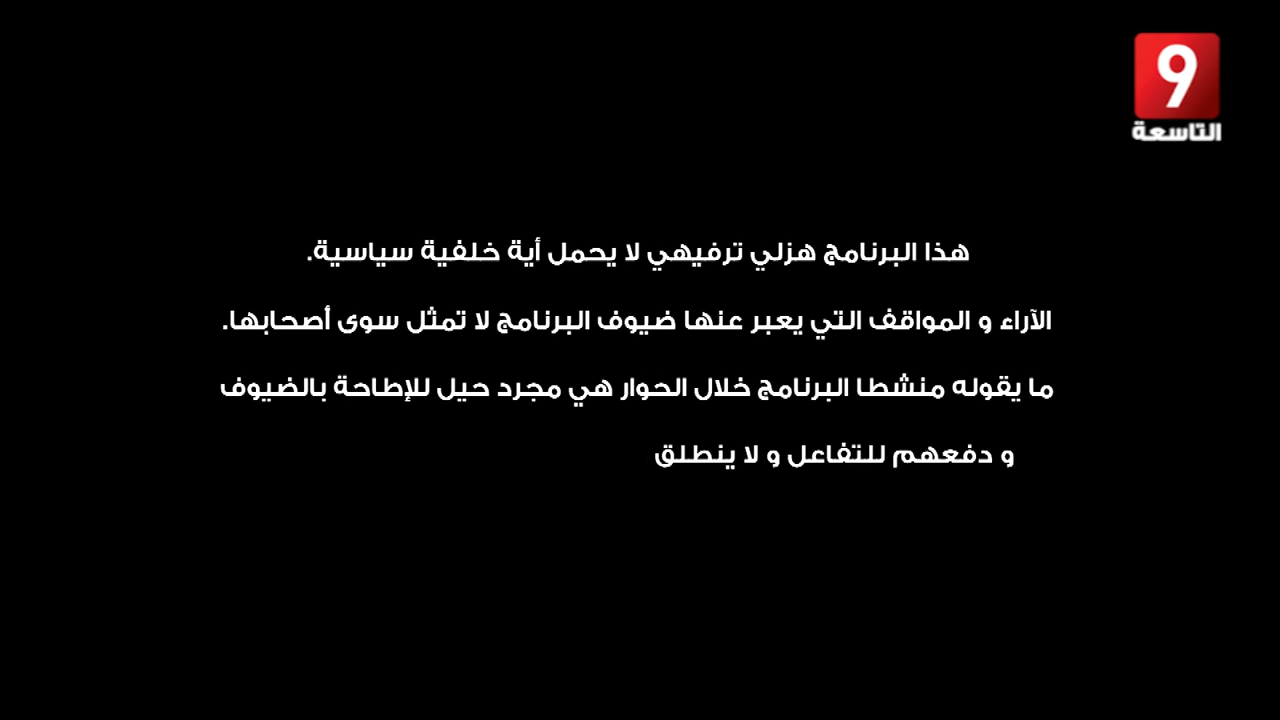 9
التاسعة
هذا البرنامج هزلي ترفيهي لا يحمل أية خلفية سياسية.
الآراء و المواقف التي يعبر عنها ضيوف البرنامج لا تمثل سوى أصحابها.
ما يقوله منشطا البرنامج خلال الحوار هي مجرد حيل للإطاحة بالضيوف
و دفعهم للتفاعل و لا ينطلق